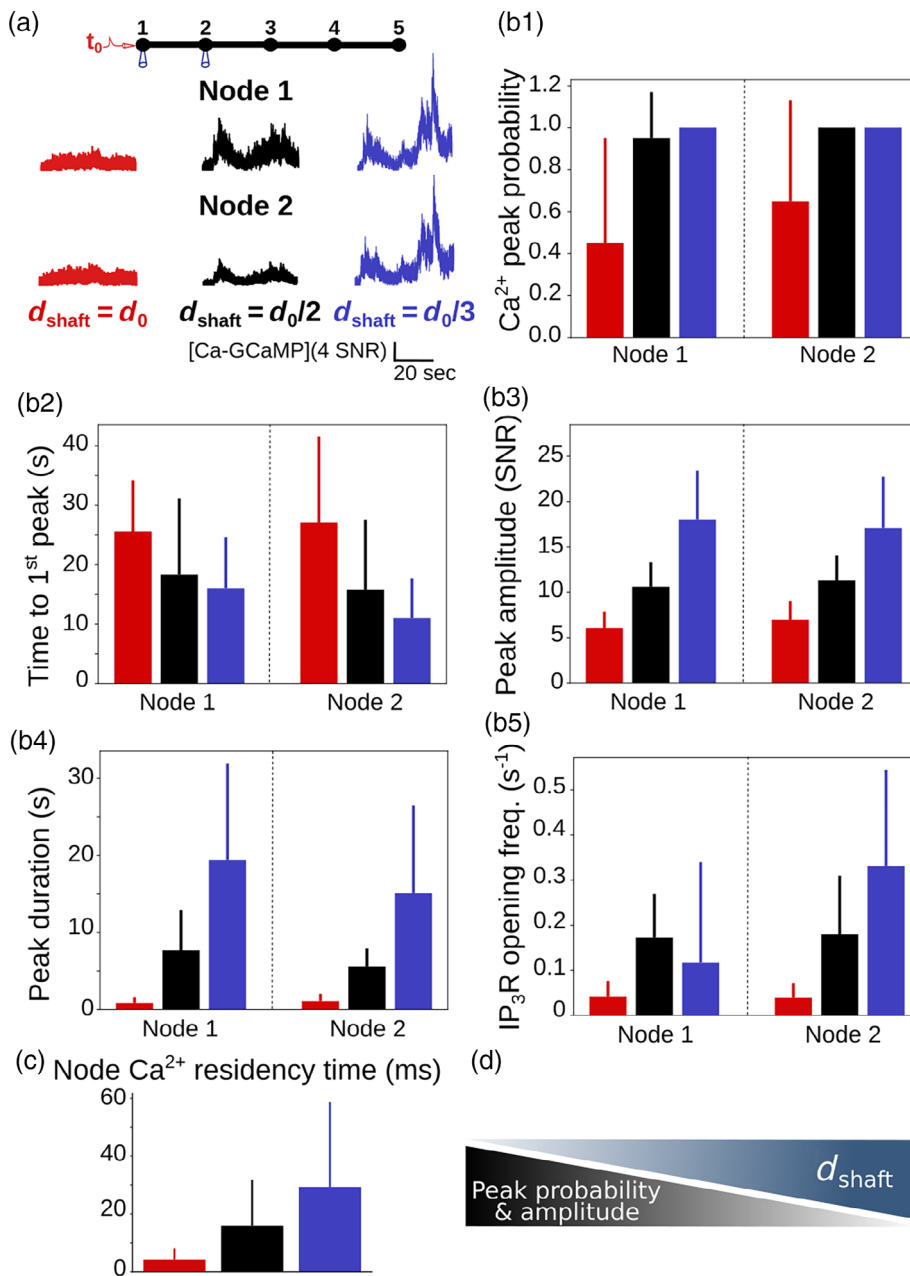 (a)
1 2 3 4 5
t₀
Node 1
Node 2
d_shaft = d₀ d_shaft = d₀/2 d_shaft = d₀/3
[Ca-GCaMP](4 SNR)
20 sec
(b1)
Ca²⁺ peak probability
1.2
1.0
0.8
0.6
0.4
0.2
0.0
Node 1 Node 2
(b2)
Time to 1ˢᵗ peak (s)
40
30
20
10
0
Node 1 Node 2
(b3)
Peak amplitude (SNR)
25
20
15
10
5
0
Node 1 Node 2
(b4)
Peak duration (s)
30
20
10
0
Node 1 Node 2
(b5)
IP₃R opening freq. (s⁻¹)
0.5
0.4
0.3
0.2
0.1
0
Node 1 Node 2
(c)
Node Ca²⁺ residency time (ms)
60
40
20
0
(d)
d_shaft
Peak probability
& amplitude